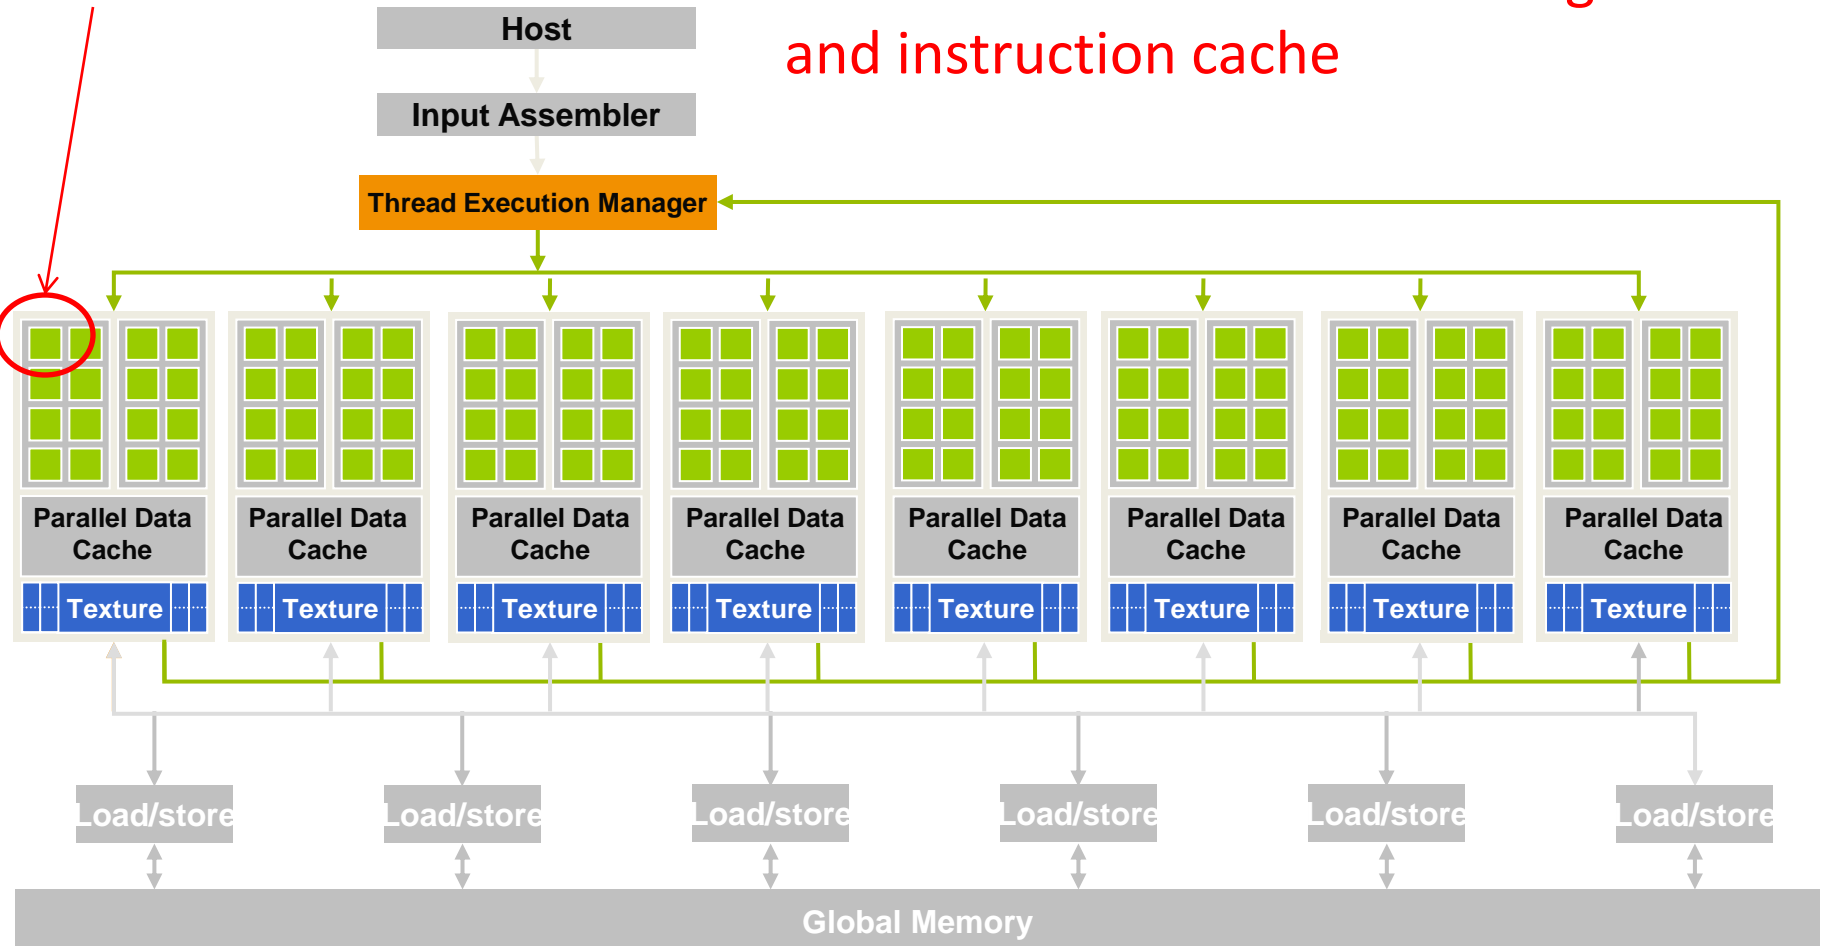 Host
and instruction cache
Input Assembler
Thread Execution Manager
Parallel Data
Cache
Parallel Data
Cache
Parallel Data
Cache
Parallel Data
Cache
Parallel Data
Cache
Parallel Data
Cache
Parallel Data
Cache
Parallel Data
Cache
Texture
Texture
Texture
Texture
Texture
Texture
Texture
Texture
Load/store
Load/store
Load/store
Load/store
Load/store
Load/store
Global Memory